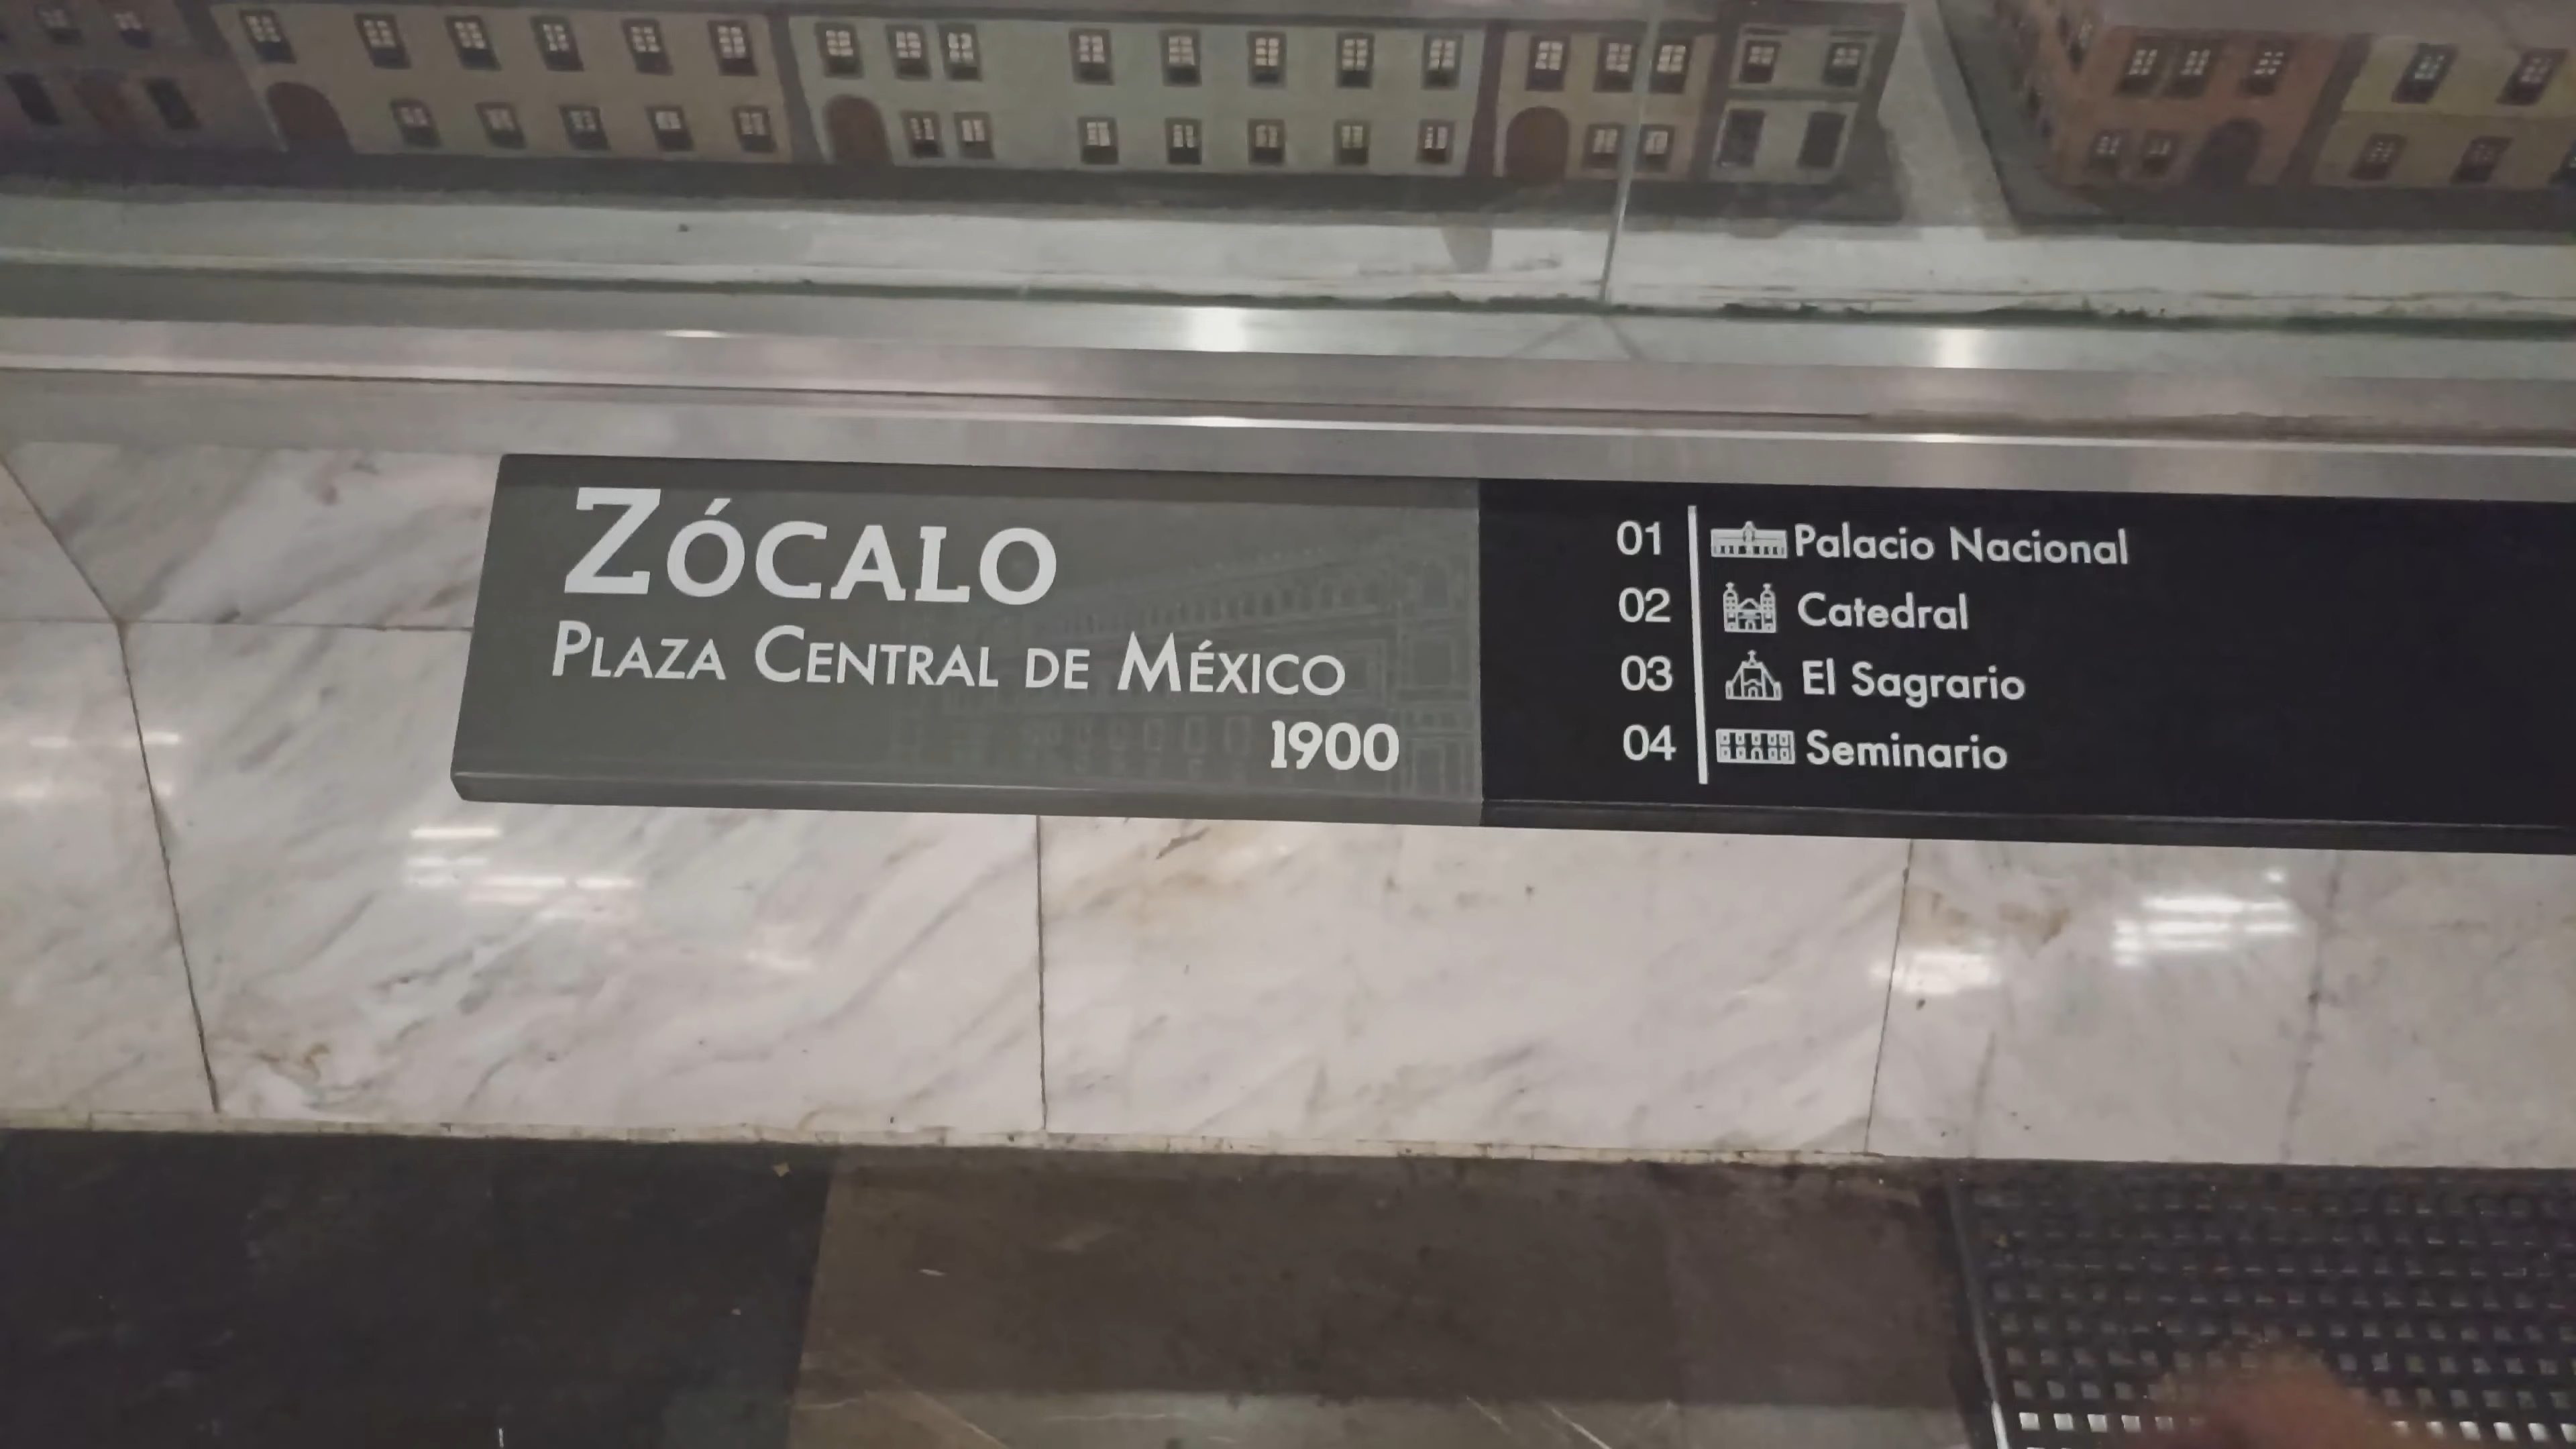 ZÓCALO
PLAZA CENTRAL DE MÉXICO
1900
01 Palacio Nacional
02 Catedral
03 El Sagrario
04 Seminario